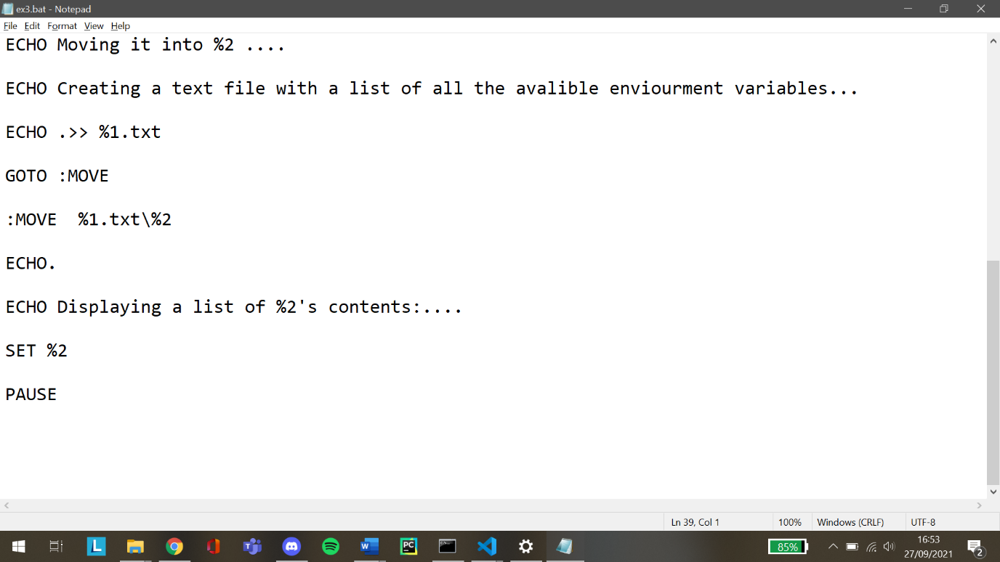 ex3.bat - Notepad
File Edit Format View Help
ECHO Moving it into %2 ....
ECHO Creating a text file with a list of all the avalible enviourment variables...
ECHO .>> %1.txt
GOTO :MOVE
:MOVE  %1.txt\%2
ECHO.
ECHO Displaying a list of %2's contents:....
SET %2
PAUSE
Ln 39, Col 1 100% Windows (CRLF) UTF-8
L W PC 85% 16:53
27/09/2021 2